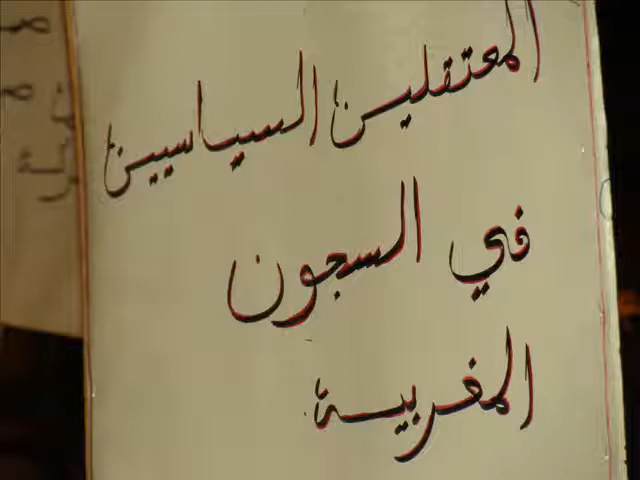 المعتقلين السياسيين
في السجون
المغربية